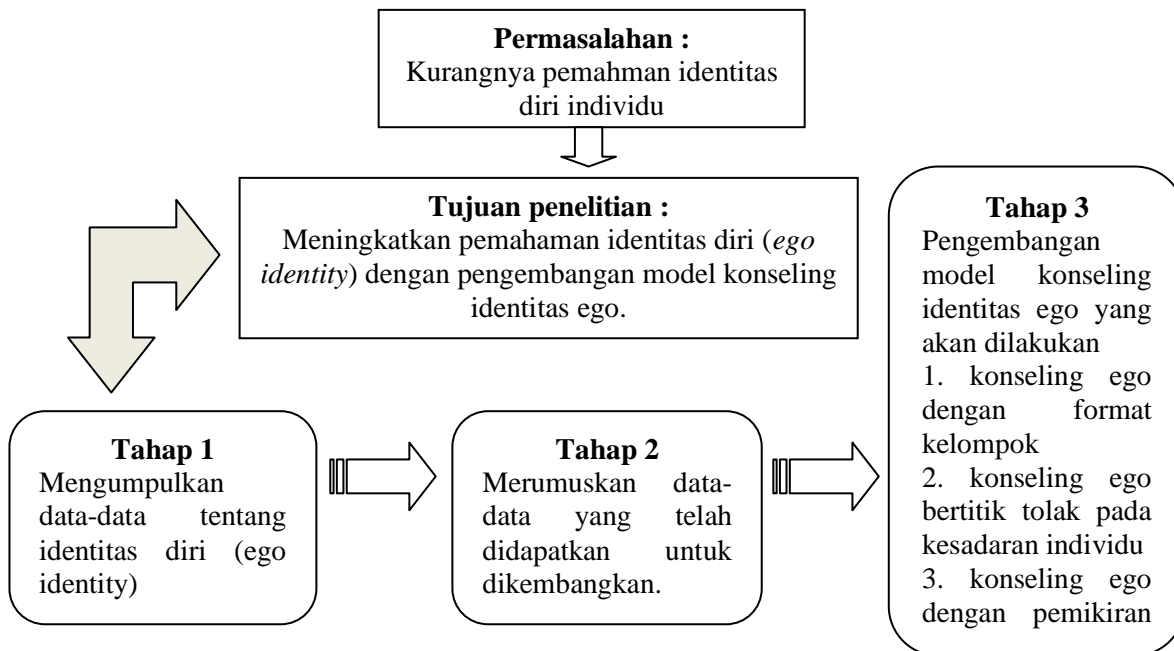 Permasalahan :
Kurangnya pemahman identitas
diri individu
Tujuan penelitian :
Meningkatkan pemahaman identitas diri (ego
identity) dengan pengembangan model konseling
identitas ego.
Tahap 1
Mengumpulkan
data-data tentang
identitas diri (ego
identity)
Tahap 2
Merumuskan data-
data yang telah
didapatkan untuk
dikembangkan.
Tahap 3
Pengembangan
model konseling
identitas ego yang
akan dilakukan
1. konseling ego
dengan format
kelompok
2. konseling ego
bertitik tolak pada
kesadaran individu
3. konseling ego
dengan pemikiran